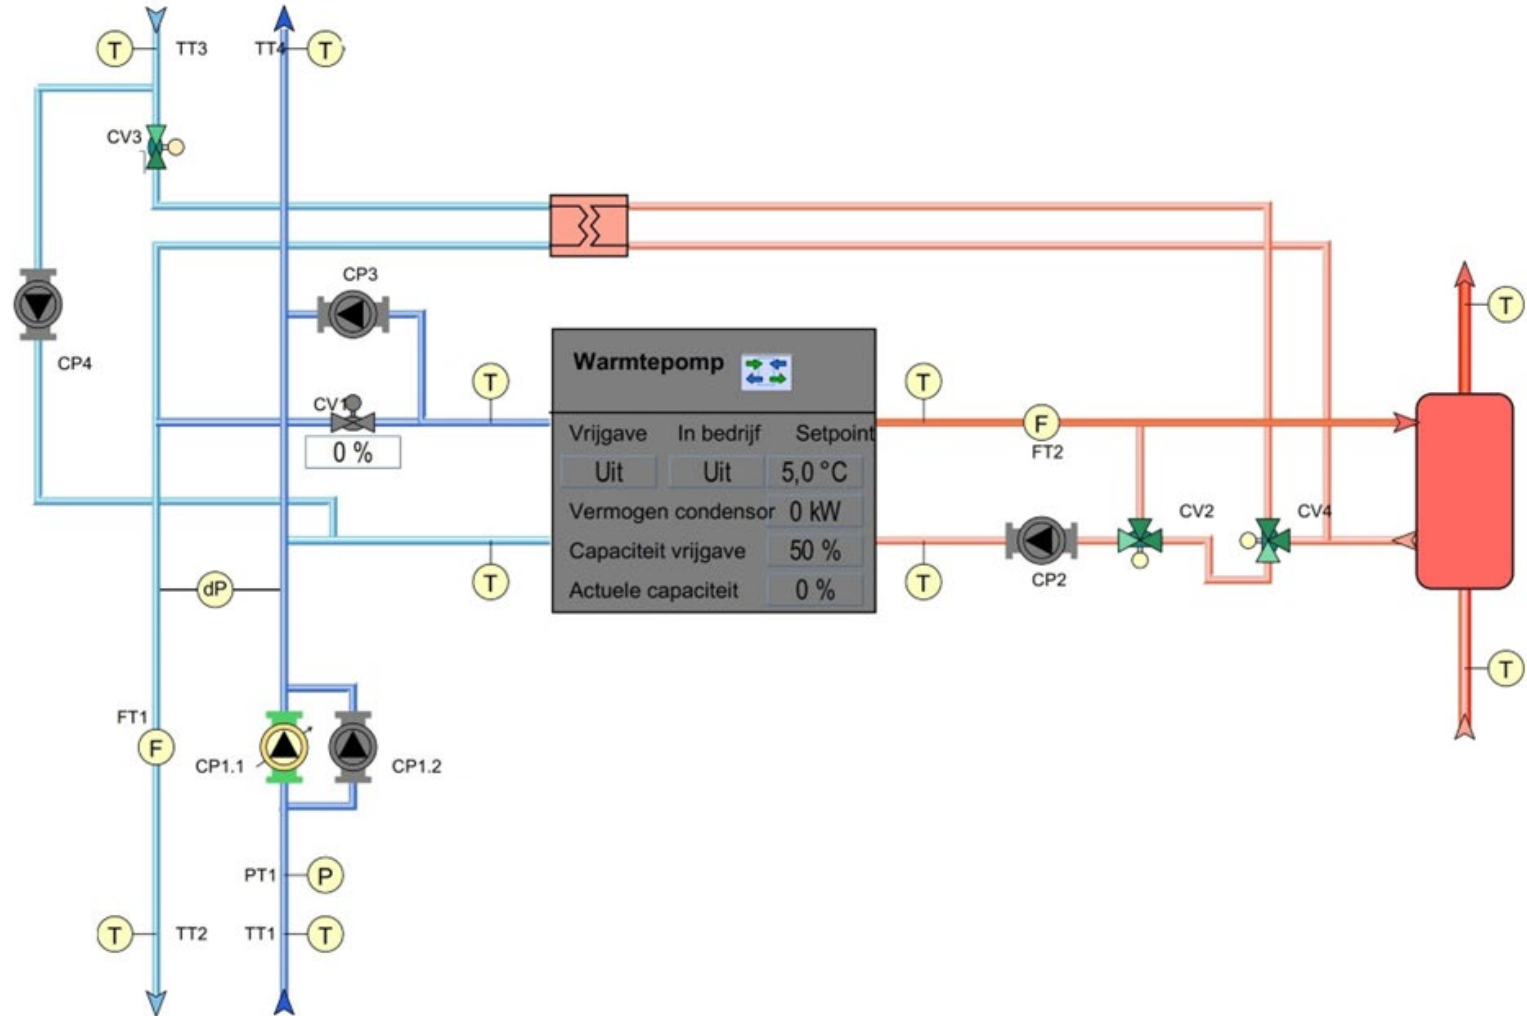 T
TT3
TT4
T
CV3
CP3
CP4
T
T
T
CV1
0 %
Warmtepomp
Vrijgave
In bedrijf
Setpoint
Uit
Uit
5,0 °C
Vermogen condensor
0 kW
Capaciteit vrijgave
50 %
Actuele capaciteit
0 %
F
FT2
CV2
CV4
CP2
T
T
dP
T
FT1
F
CP1.1
CP1.2
PT1
P
T
TT2
TT1
T